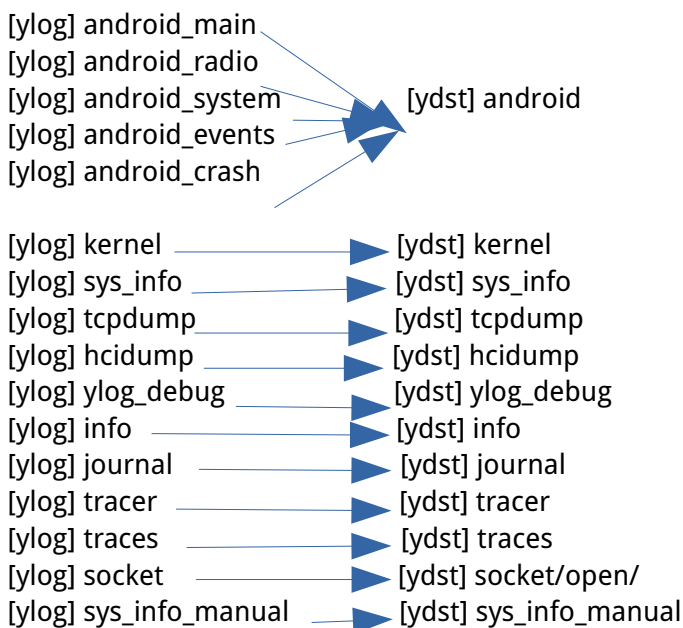 [ylog] android_main
[ylog] android_radio
[ylog] android_system [ydst] android
[ylog] android_events
[ylog] android_crash
[ylog] kernel [ydst] kernel
[ylog] sys_info [ydst] sys_info
[ylog] tcpdump [ydst] tcpdump
[ylog] hcidump [ydst] hcidump
[ylog] ylog_debug [ydst] ylog_debug
[ylog] info [ydst] info
[ylog] journal [ydst] journal
[ylog] tracer [ydst] tracer
[ylog] traces [ydst] traces
[ylog] socket [ydst] socket/open/
[ylog] sys_info_manual [ydst] sys_info_manual